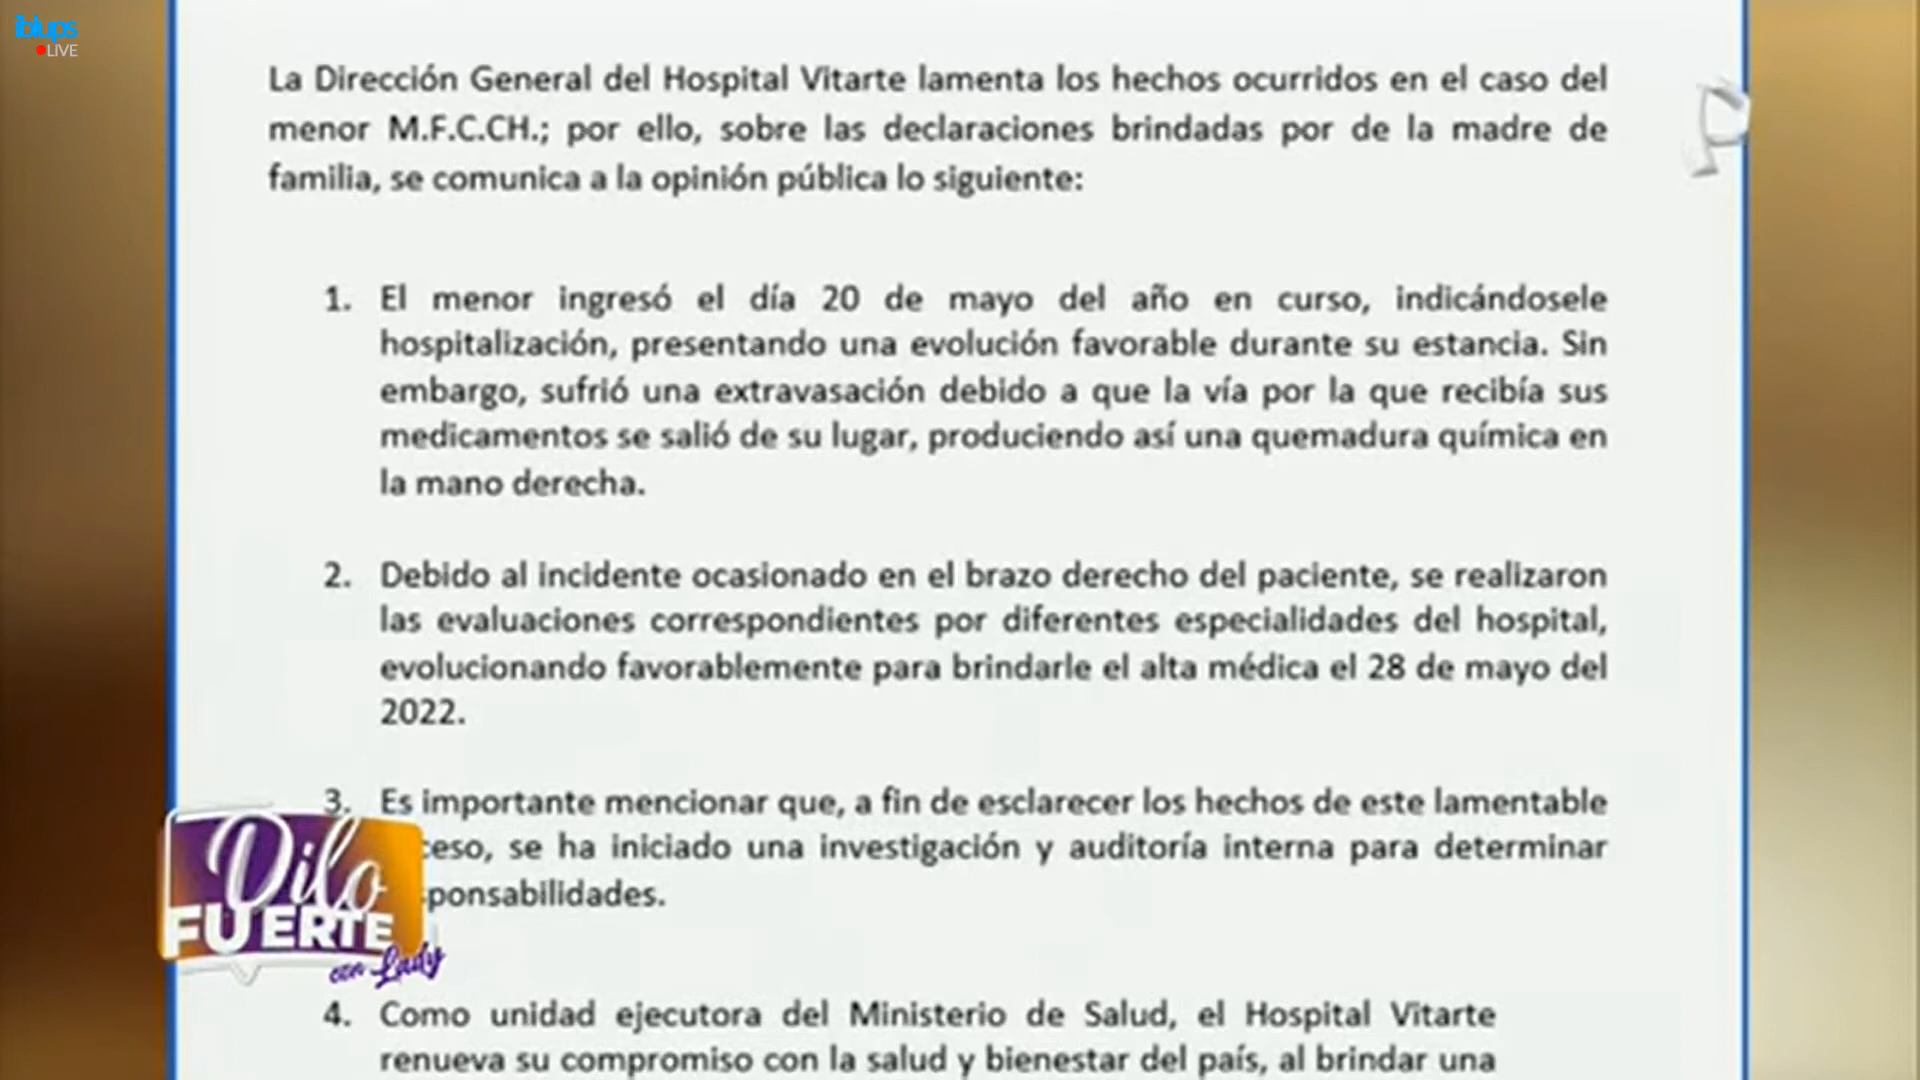 iblups
LIVE
La Dirección General del Hospital Vitarte lamenta los hechos ocurridos en el caso del
menor M.F.C.CH.; por ello, sobre las declaraciones brindadas por de la madre de
familia, se comunica a la opinión pública lo siguiente:
1. El menor ingresó el día 20 de mayo del año en curso, indicándosele
hospitalización, presentando una evolución favorable durante su estancia. Sin
embargo, sufrió una extravasación debido a que la vía por la que recibía sus
medicamentos se salió de su lugar, produciendo así una quemadura química en
la mano derecha.
2. Debido al incidente ocasionado en el brazo derecho del paciente, se realizaron
las evaluaciones correspondientes por diferentes especialidades del hospital,
evolucionando favorablemente para brindarle el alta médica el 28 de mayo del
2022.
3. Es importante mencionar que, a fin de esclarecer los hechos de este lamentable
ceso, se ha iniciado una investigación y auditoría interna para determinar
ponsabilidades.
Dilo
FUERTE
con Lady
4. Como unidad ejecutora del Ministerio de Salud, el Hospital Vitarte
renueva su compromiso con la salud y bienestar del país, al brindar una